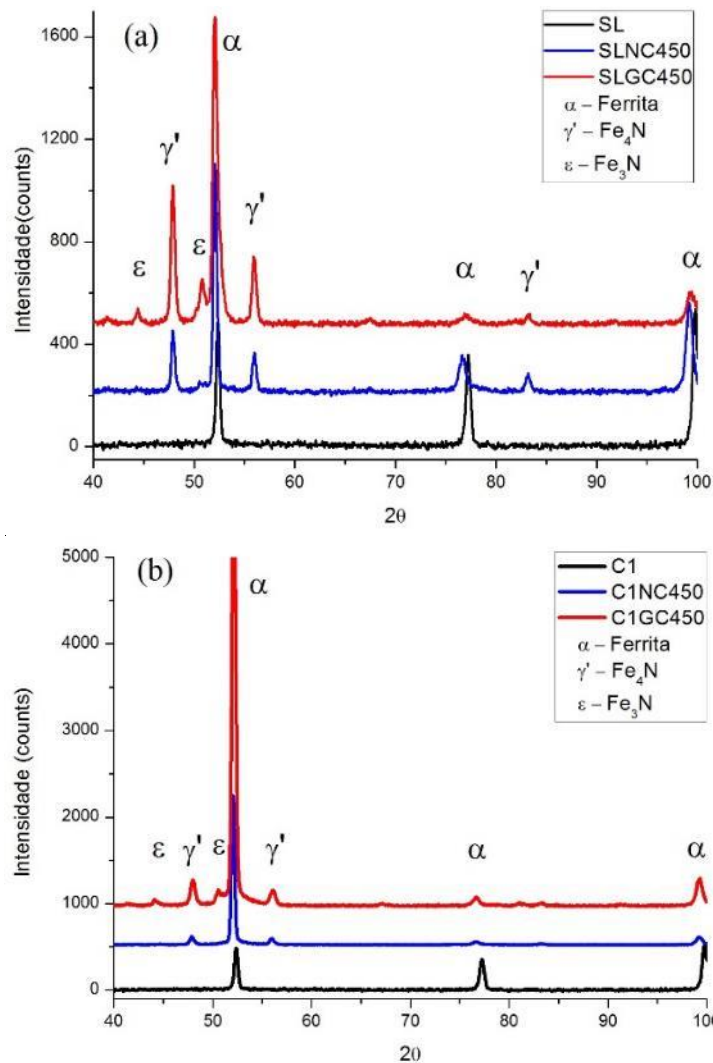 (a)
SL
SLNC450
SLGC450
α – Ferrita
γ' – Fe₄N
ε – Fe₃N
α
γ'
ε
ε
γ'
α
γ'
α
Intensidade(counts)
1600
1200
800
400
0
40 50 60 70 80 90 100
2θ
(b)
C1
C1NC450
C1GC450
α – Ferrita
γ' – Fe₄N
ε – Fe₃N
α
ε
γ'
ε
γ'
α
α
Intensidade (counts)
5000
4000
3000
2000
1000
0
40 50 60 70 80 90 100
2θ